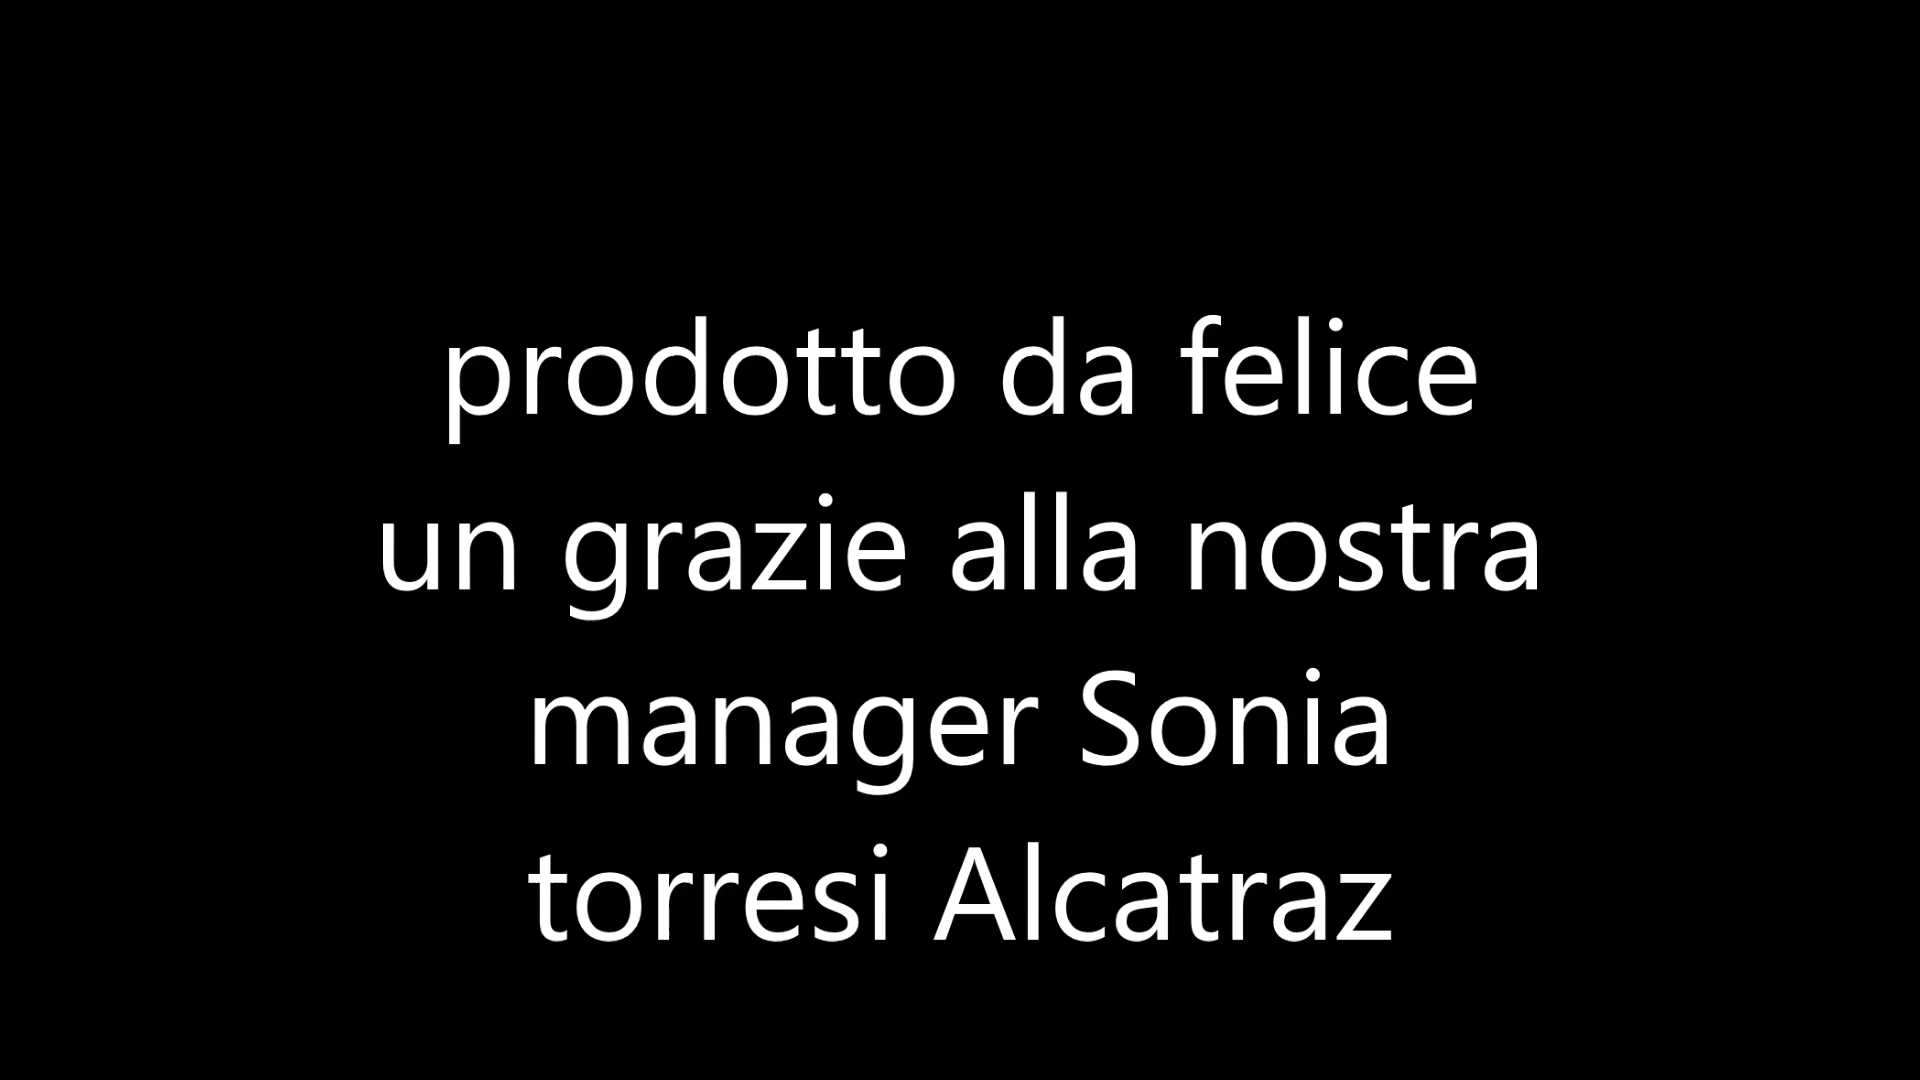 prodotto da felice
un grazie alla nostra
manager Sonia
torresi Alcatraz